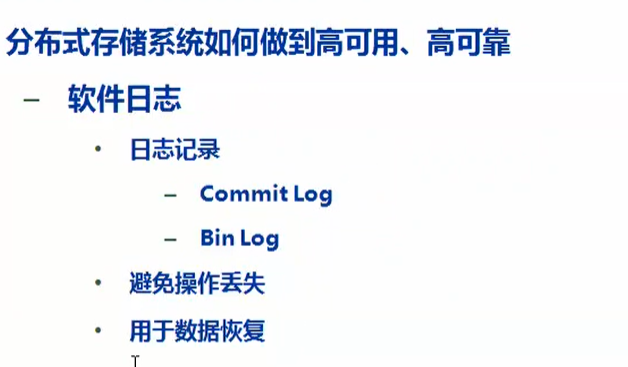 分布式存储系统如何做到高可用、高可靠
– 软件日志
• 日志记录
– Commit Log
– Bin Log
• 避免操作丢失
• 用于数据恢复